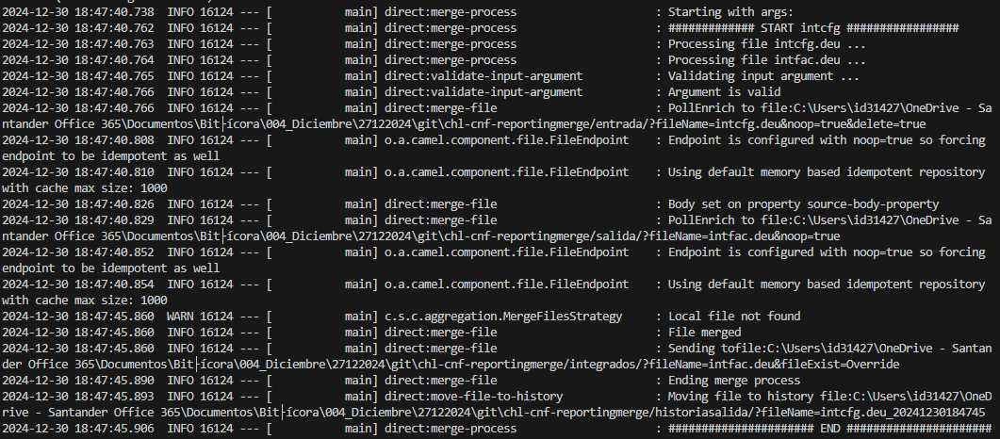 2024-12-30 18:47:40.738  INFO 16124 --- [           main] direct:merge-process                     : Starting with args:
2024-12-30 18:47:40.762  INFO 16124 --- [           main] direct:merge-process                     : ############# START intcfg #################
2024-12-30 18:47:40.763  INFO 16124 --- [           main] direct:merge-process                     : Processing file intcfg.deu ...
2024-12-30 18:47:40.764  INFO 16124 --- [           main] direct:merge-process                     : Processing file intfac.deu ...
2024-12-30 18:47:40.765  INFO 16124 --- [           main] direct:validate-input-argument           : Validating input argument ...
2024-12-30 18:47:40.766  INFO 16124 --- [           main] direct:validate-input-argument           : Argument is valid
2024-12-30 18:47:40.766  INFO 16124 --- [           main] direct:merge-file                        : PollEnrich to file:C:\Users\id31427\OneDrive - Sa
ntander Office 365\Documentos\Bit├ícora\004_Diciembre\27122024\git\chl-cnf-reportingmerge/entrada/?fileName=intcfg.deu&noop=true&delete=true
2024-12-30 18:47:40.808  INFO 16124 --- [           main] o.a.camel.component.file.FileEndpoint    : Endpoint is configured with noop=true so forcing
endpoint to be idempotent as well
2024-12-30 18:47:40.810  INFO 16124 --- [           main] o.a.camel.component.file.FileEndpoint    : Using default memory based idempotent repository
with cache max size: 1000
2024-12-30 18:47:40.826  INFO 16124 --- [           main] direct:merge-file                        : Body set on property source-body-property
2024-12-30 18:47:40.829  INFO 16124 --- [           main] direct:merge-file                        : PollEnrich to file:C:\Users\id31427\OneDrive - Sa
ntander Office 365\Documentos\Bit├ícora\004_Diciembre\27122024\git\chl-cnf-reportingmerge/salida/?fileName=intfac.deu&noop=true
2024-12-30 18:47:40.852  INFO 16124 --- [           main] o.a.camel.component.file.FileEndpoint    : Endpoint is configured with noop=true so forcing
endpoint to be idempotent as well
2024-12-30 18:47:40.854  INFO 16124 --- [           main] o.a.camel.component.file.FileEndpoint    : Using default memory based idempotent repository
with cache max size: 1000
2024-12-30 18:47:45.860  WARN 16124 --- [           main] c.s.c.aggregation.MergeFilesStrategy     : Local file not found
2024-12-30 18:47:45.860  INFO 16124 --- [           main] direct:merge-file                        : File merged
2024-12-30 18:47:45.860  INFO 16124 --- [           main] direct:merge-file                        : Sending tofile:C:\Users\id31427\OneDrive - Santan
der Office 365\Documentos\Bit├ícora\004_Diciembre\27122024\git\chl-cnf-reportingmerge/integrados/?fileName=intfac.deu&fileExist=Override
2024-12-30 18:47:45.890  INFO 16124 --- [           main] direct:merge-file                        : Ending merge process
2024-12-30 18:47:45.893  INFO 16124 --- [           main] direct:move-file-to-history              : Moving file to history file:C:\Users\id31427\OneD
rive - Santander Office 365\Documentos\Bit├ícora\004_Diciembre\27122024\git\chl-cnf-reportingmerge/historiasalida/?fileName=intcfg.deu_20241230184745
2024-12-30 18:47:45.906  INFO 16124 --- [           main] direct:merge-process                     : ###################### END ######################